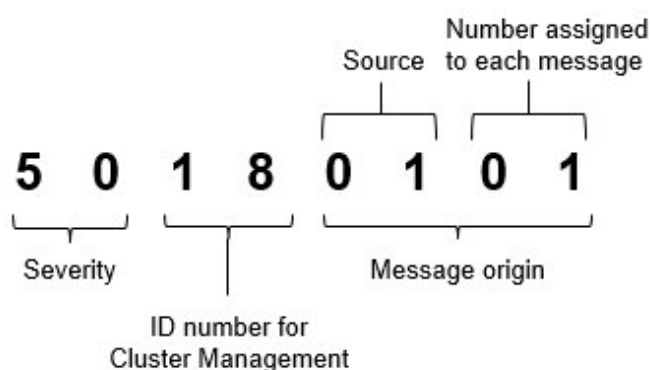 Number assigned
to each message
Source
5 0 1 8 0 1 0 1
Severity
Message origin
ID number for
Cluster Management